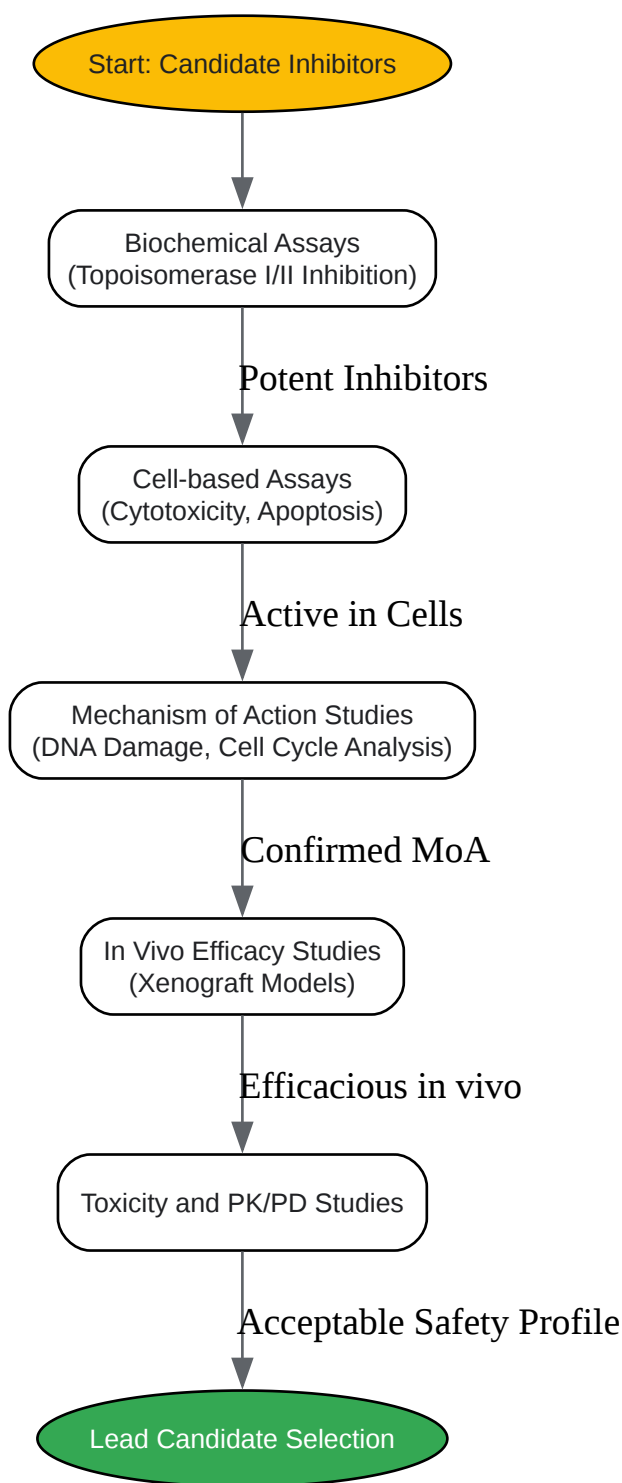 Start: Candidate Inhibitors
Biochemical Assays
(Topoisomerase I/II Inhibition)
Potent Inhibitors
Cell-based Assays
(Cytotoxicity, Apoptosis)
Active in Cells
Mechanism of Action Studies
(DNA Damage, Cell Cycle Analysis)
Confirmed MoA
In Vivo Efficacy Studies
(Xenograft Models)
Efficacious in vivo
Toxicity and PK/PD Studies
Acceptable Safety Profile
Lead Candidate Selection